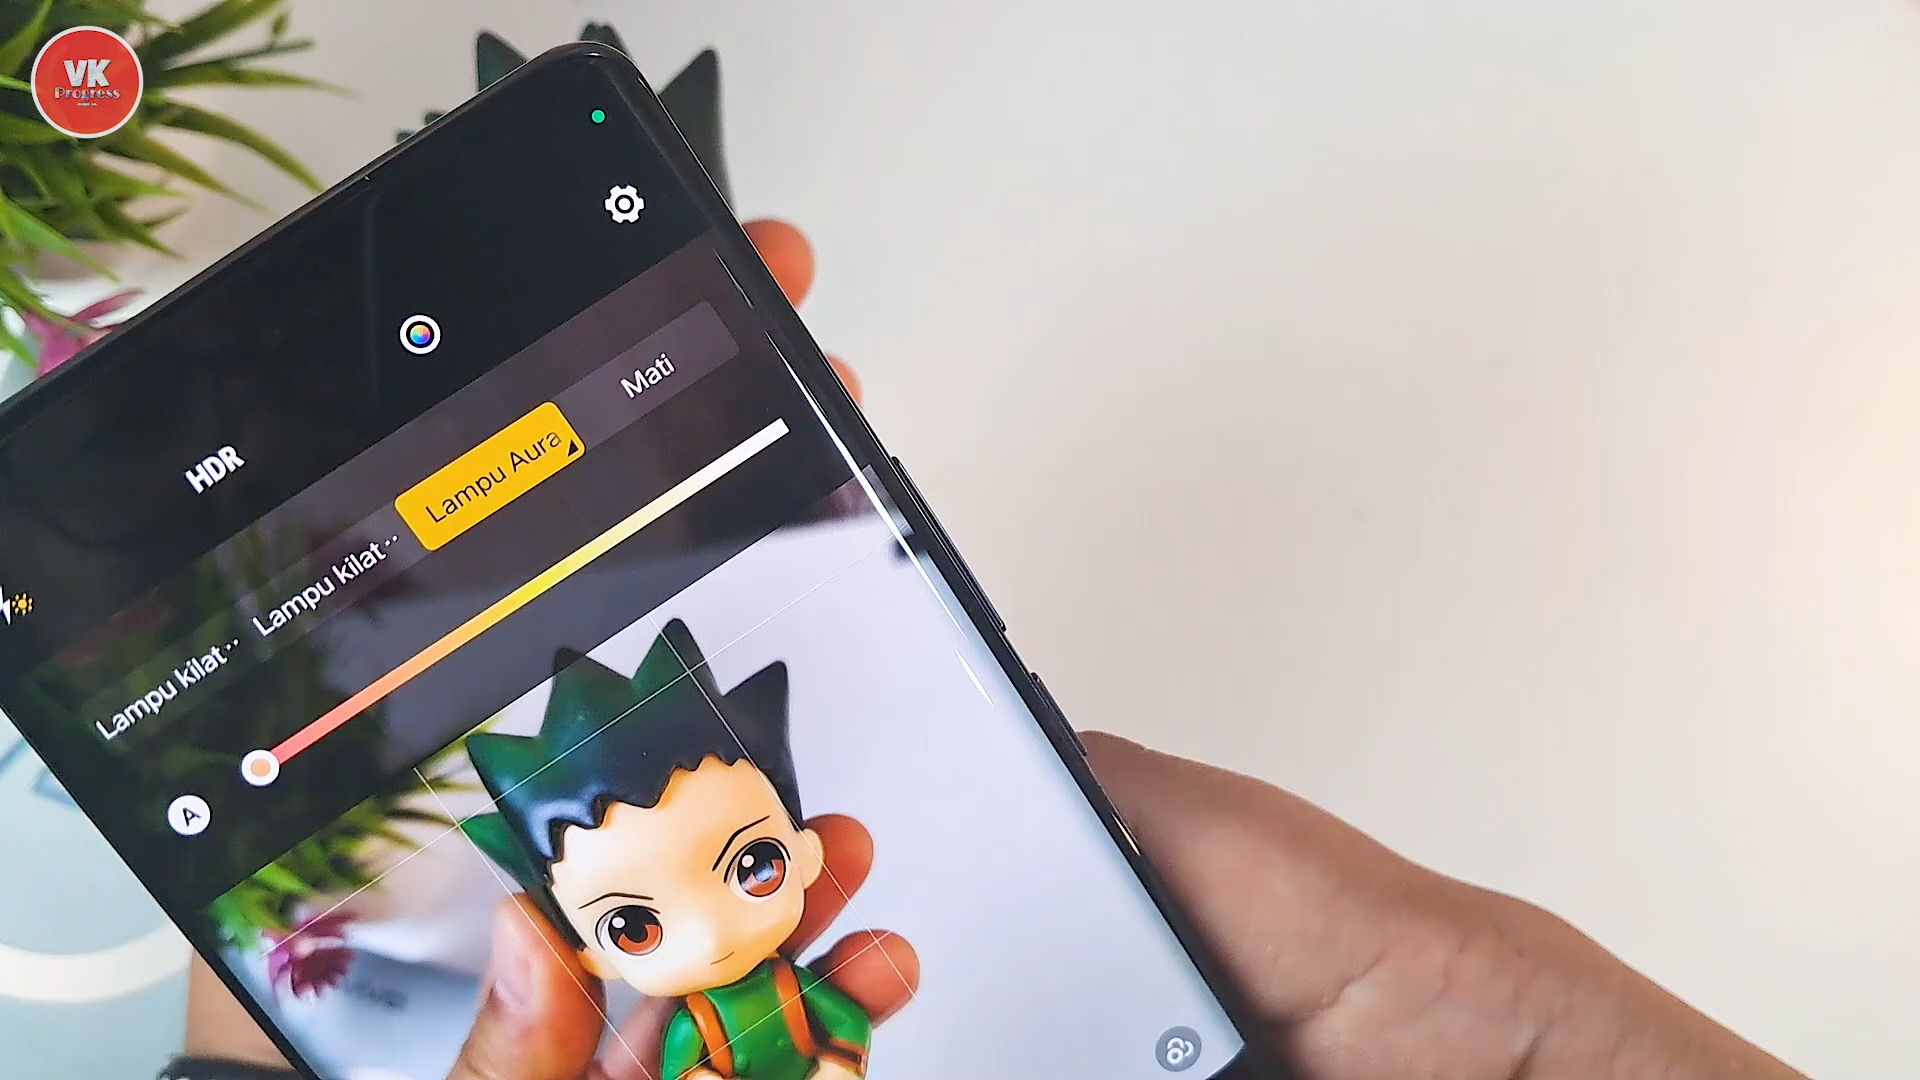 VK
Progress
Mati
Lampu Aura
HDR
Lampu kilat··
Lampu kilat··
A